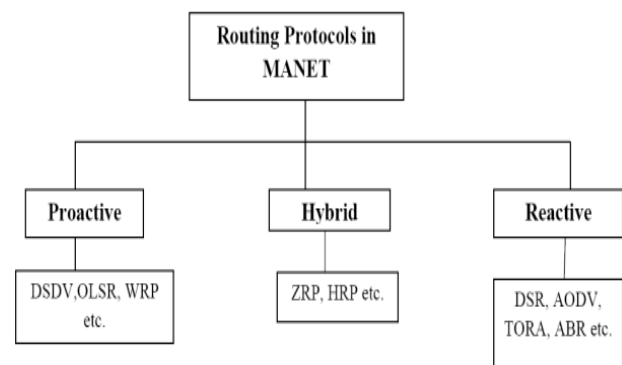 Routing Protocols in
MANET
Proactive
Hybrid
Reactive
DSDV,OLSR, WRP
etc.
ZRP, HRP etc.
DSR, AODV,
TORA, ABR etc.